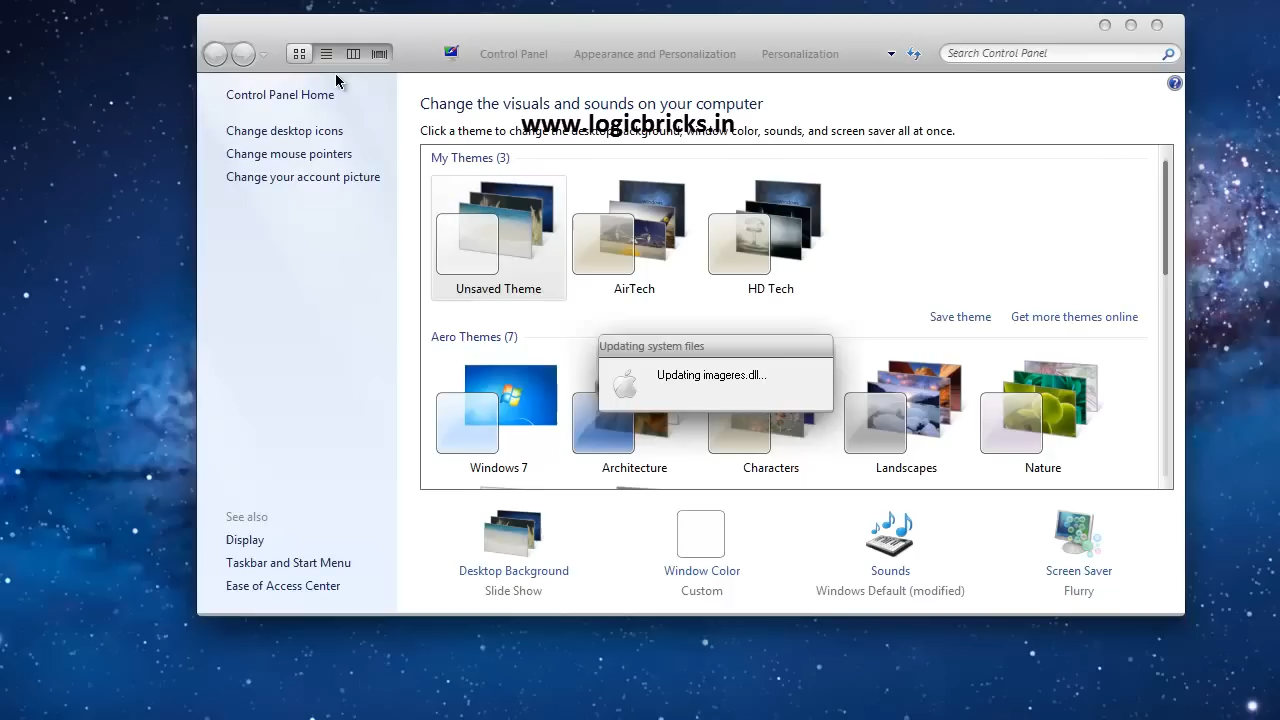 Control Panel
Appearance and Personalization
Personalization
Search Control Panel
Control Panel Home
Change desktop icons
Change mouse pointers
Change your account picture
Change the visuals and sounds on your computer
www.logicbricks.in
Click a theme to change the desktop background, window color, sounds, and screen saver all at once.
My Themes (3)
Unsaved Theme
AirTech
HD Tech
Save theme
Get more themes online
Aero Themes (7)
Updating system files
Updating imageres.dll...
Windows 7
Architecture
Characters
Landscapes
Nature
See also
Display
Taskbar and Start Menu
Ease of Access Center
Desktop Background
Slide Show
Window Color
Custom
Sounds
Windows Default (modified)
Screen Saver
Flurry